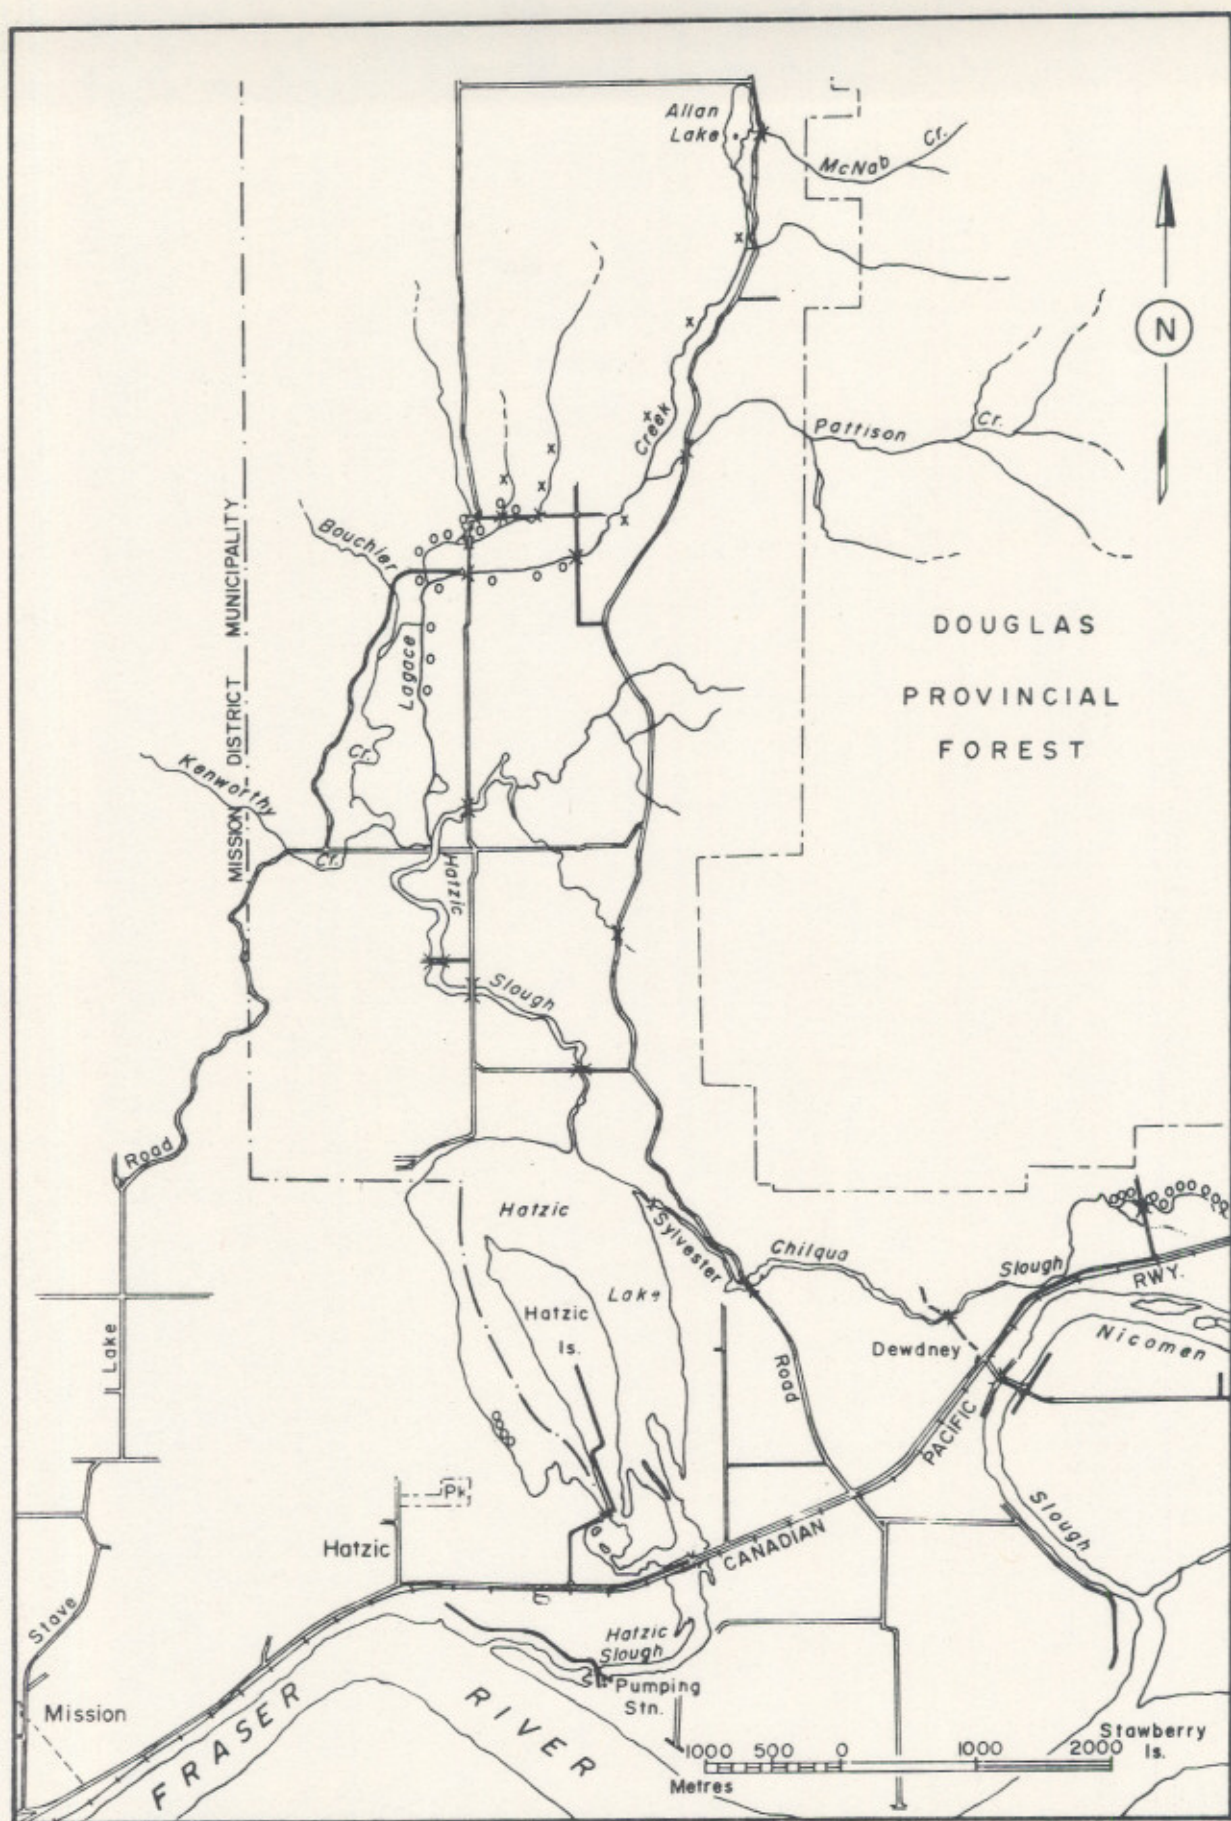 Allan
Lake
McNab Cr.
N
Creek
Pattison Cr.
Bouchier
Cr.
MISSION DISTRICT MUNICIPALITY
Lagace
DOUGLAS
PROVINCIAL
FOREST
Kenworthy
Cr.
Hatzic
Slough
Road
Hatzic
Lake
Sylvester
Chilqua
Slough
RWY.
Hatzic
Is.
Lake
Dewdney
Nicomen
Road
PACIFIC
Pk
Slough
Hatzic
CANADIAN
Stave
Hatzic
Slough
Pumping
Stn.
Mission
FRASER
RIVER
Stawberry
Is.
1000 500 0 1000 2000
Metres